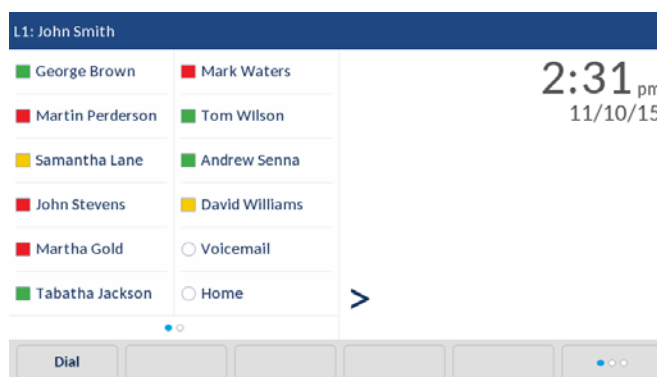 L1: John Smith
George Brown
Mark Waters
Martin Perderson
Tom WIlson
Samantha Lane
Andrew Senna
John Stevens
David Williams
Martha Gold
Voicemail
Tabatha Jackson
Home
2:31 pm
11/10/15
>
Dial